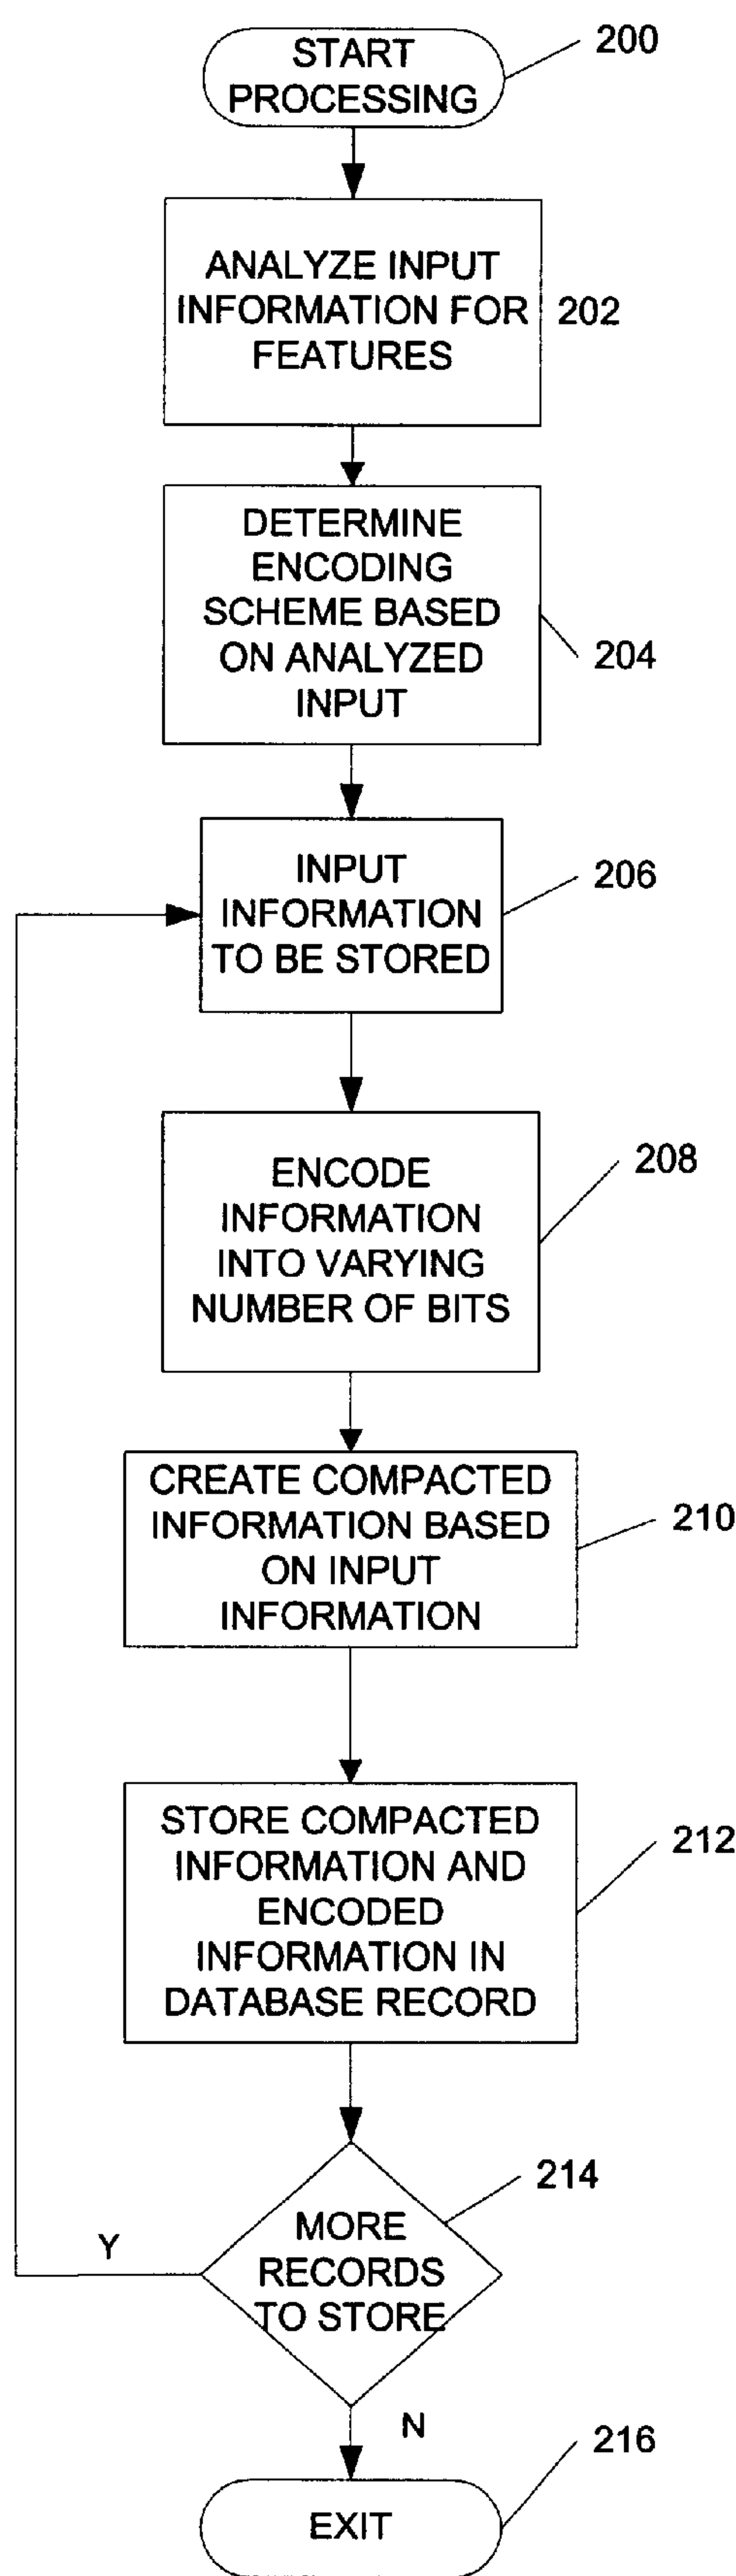 START
PROCESSING
200
ANALYZE INPUT
INFORMATION FOR
FEATURES
202
DETERMINE
ENCODING
SCHEME BASED
ON ANALYZED
INPUT
204
INPUT
INFORMATION
TO BE STORED
206
ENCODE
INFORMATION
INTO VARYING
NUMBER OF BITS
208
CREATE COMPACTED
INFORMATION BASED
ON INPUT
INFORMATION
210
STORE COMPACTED
INFORMATION AND
ENCODED
INFORMATION IN
DATABASE RECORD
212
MORE
RECORDS
TO STORE
214
Y
N
EXIT
216